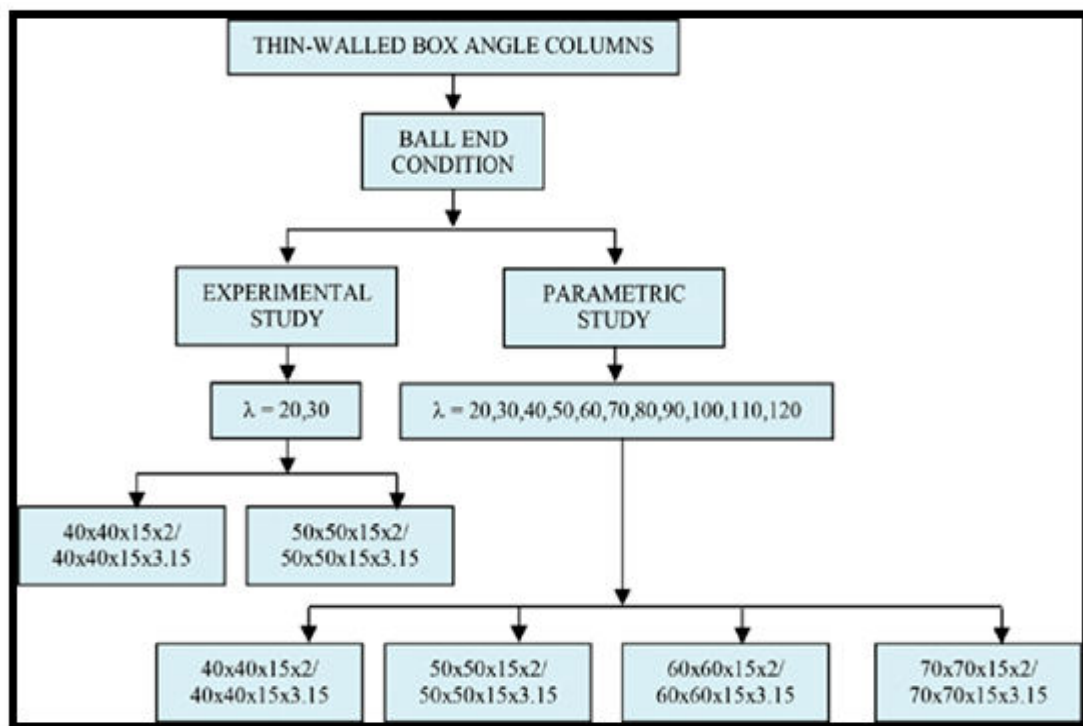 THIN-WALLED BOX ANGLE COLUMNS
BALL END
CONDITION
EXPERIMENTAL
STUDY
PARAMETRIC
STUDY
λ = 20,30
λ = 20,30,40,50,60,70,80,90,100,110,120
40x40x15x2/
40x40x15x3.15
50x50x15x2/
50x50x15x3.15
40x40x15x2/
40x40x15x3.15
50x50x15x2/
50x50x15x3.15
60x60x15x2/
60x60x15x3.15
70x70x15x2/
70x70x15x3.15